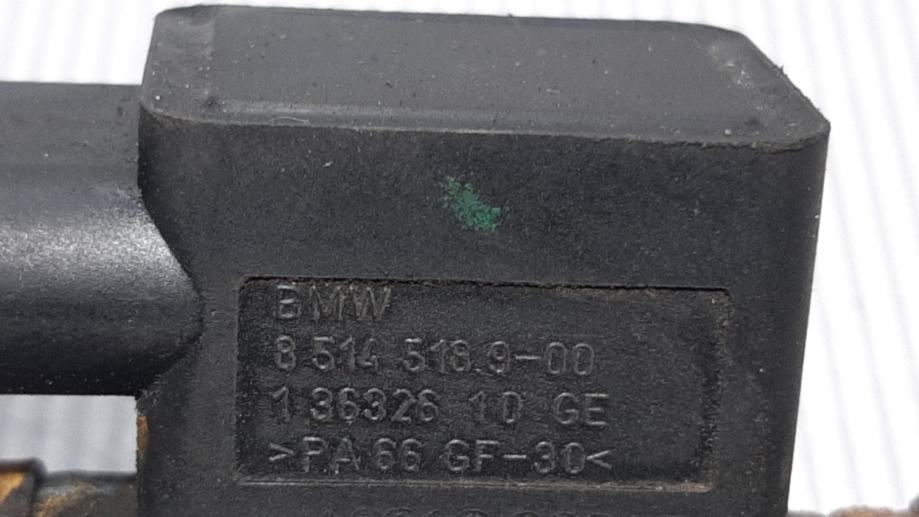 BMW
8 514 518.9-00
1 36326 10 GE
>PA 66 GF-30<